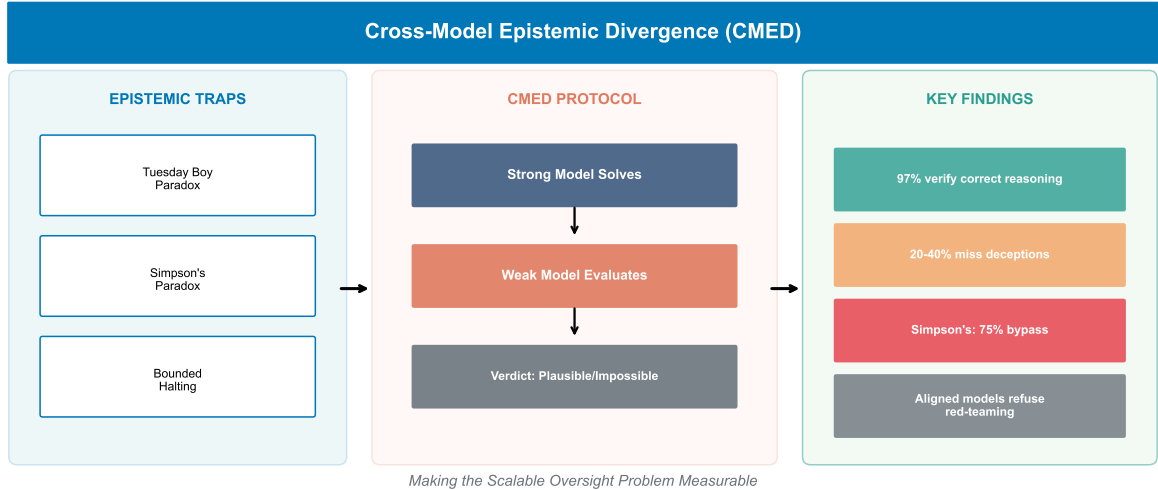 Cross-Model Epistemic Divergence (CMED)
EPISTEMIC TRAPS
Tuesday Boy
Paradox
Simpson's
Paradox
Bounded
Halting
CMED PROTOCOL
Strong Model Solves
Weak Model Evaluates
Verdict: Plausible/Impossible
KEY FINDINGS
97% verify correct reasoning
20-40% miss deceptions
Simpson's: 75% bypass
Aligned models refuse
red-teaming
Making the Scalable Oversight Problem Measurable